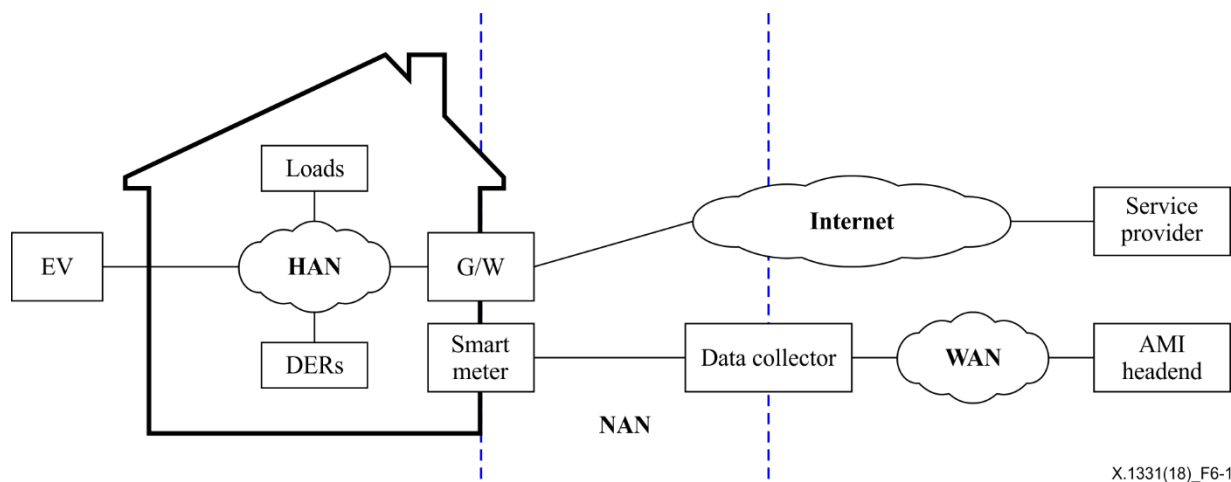 Loads
EV
HAN
G/W
DERs
Smart
meter
Internet
Service
provider
Data collector
WAN
AMI
headend
NAN
X.1331(18)_F6-1